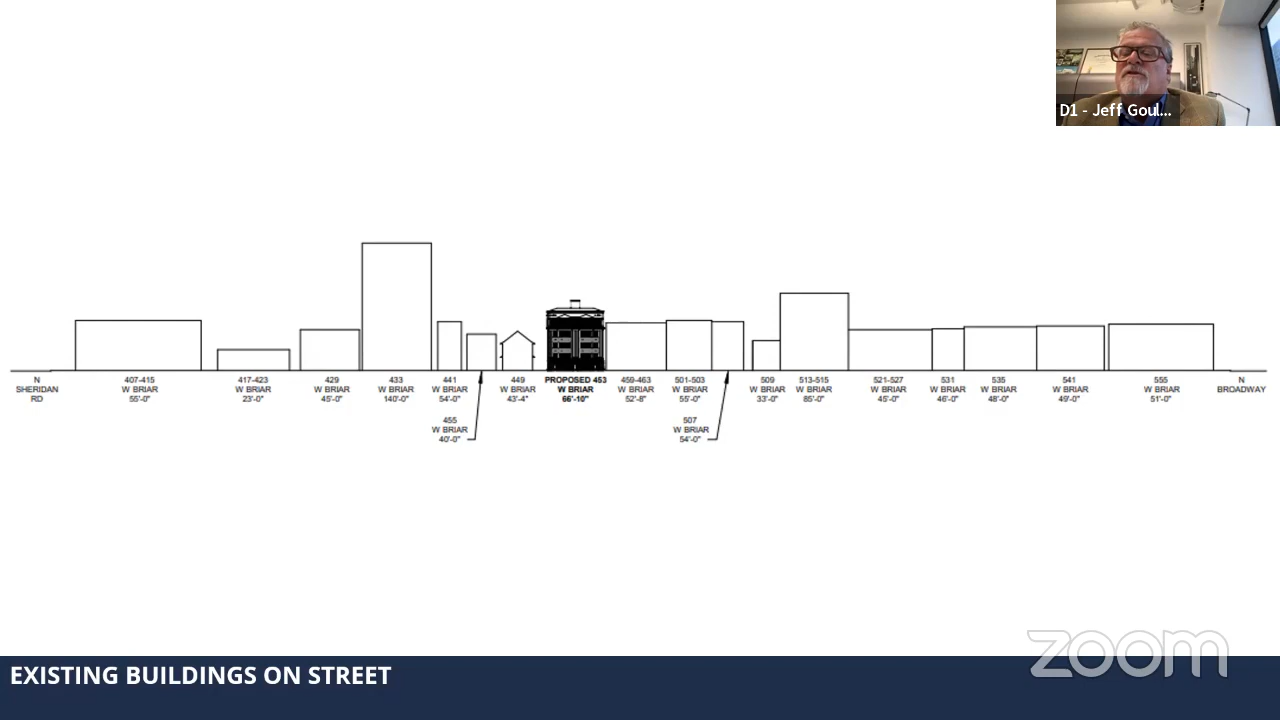 D1 - Jeff Goul...
N
SHERIDAN
RD
407-415
W BRIAR
55'-0"
417-423
W BRIAR
23'-0"
429
W BRIAR
45'-0"
433
W BRIAR
140'-0"
441
W BRIAR
54'-0"
455
W BRIAR
40'-0"
449
W BRIAR
43'-4"
PROPOSED 453
W BRIAR
66'-10"
459-463
W BRIAR
52'-8"
501-503
W BRIAR
55'-0"
507
W BRIAR
54'-0"
509
W BRIAR
33'-0"
513-515
W BRIAR
85'-0"
521-527
W BRIAR
45'-0"
531
W BRIAR
46'-0"
535
W BRIAR
48'-0"
541
W BRIAR
49'-0"
555
W BRIAR
51'-0"
N
BROADWAY
zoom
EXISTING BUILDINGS ON STREET